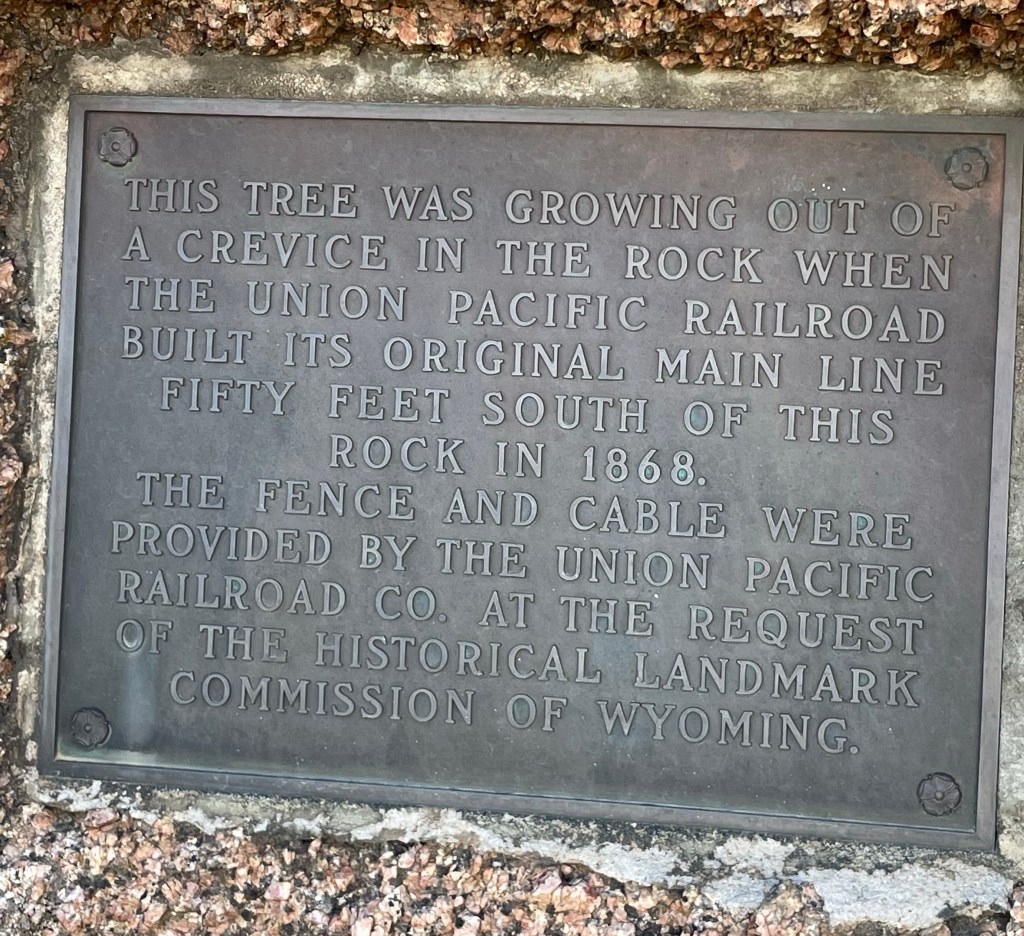 THIS TREE WAS GROWING OUT OF
A CREVICE IN THE ROCK WHEN
THE UNION PACIFIC RAILROAD
BUILT ITS ORIGINAL MAIN LINE
FIFTY FEET SOUTH OF THIS
ROCK IN 1868.
THE FENCE AND CABLE WERE
PROVIDED BY THE UNION PACIFIC
RAILROAD CO. AT THE REQUEST
OF THE HISTORICAL LANDMARK
COMMISSION OF WYOMING.